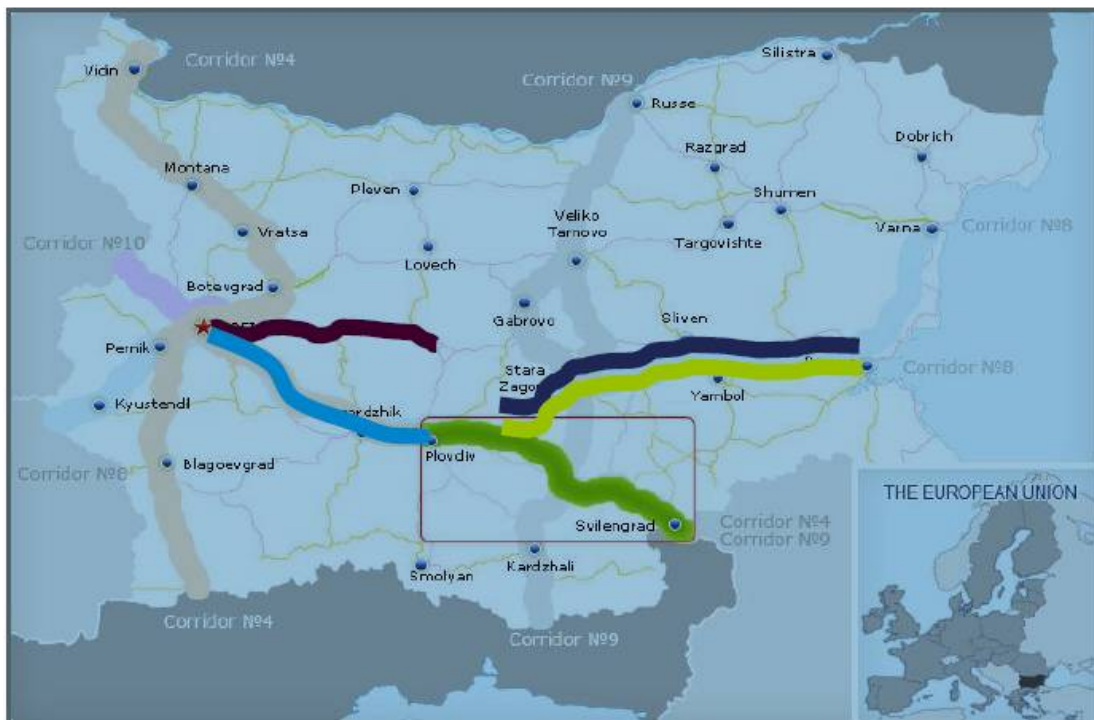 Corridor №4
Silistra
Vidin
Corridor №9
Russe
Dobrich
Razgrad
Montana
Pleven
Shumen
Veliko
Tarnovo
Vratsa
Targovishte
Varna
Corridor №8
Corridor №10
Lovech
Botevgrad
Gabrovo
Sliven
Pernik
Stara
Corridor №8
Yambol
Kyustendil
Plovdiv
Corridor №8
Blagoevgrad
THE EUROPEAN UNION
Svilengrad
Corridor №4
Corridor №9
Kardzhali
Smolyan
Corridor №4
Corridor №9